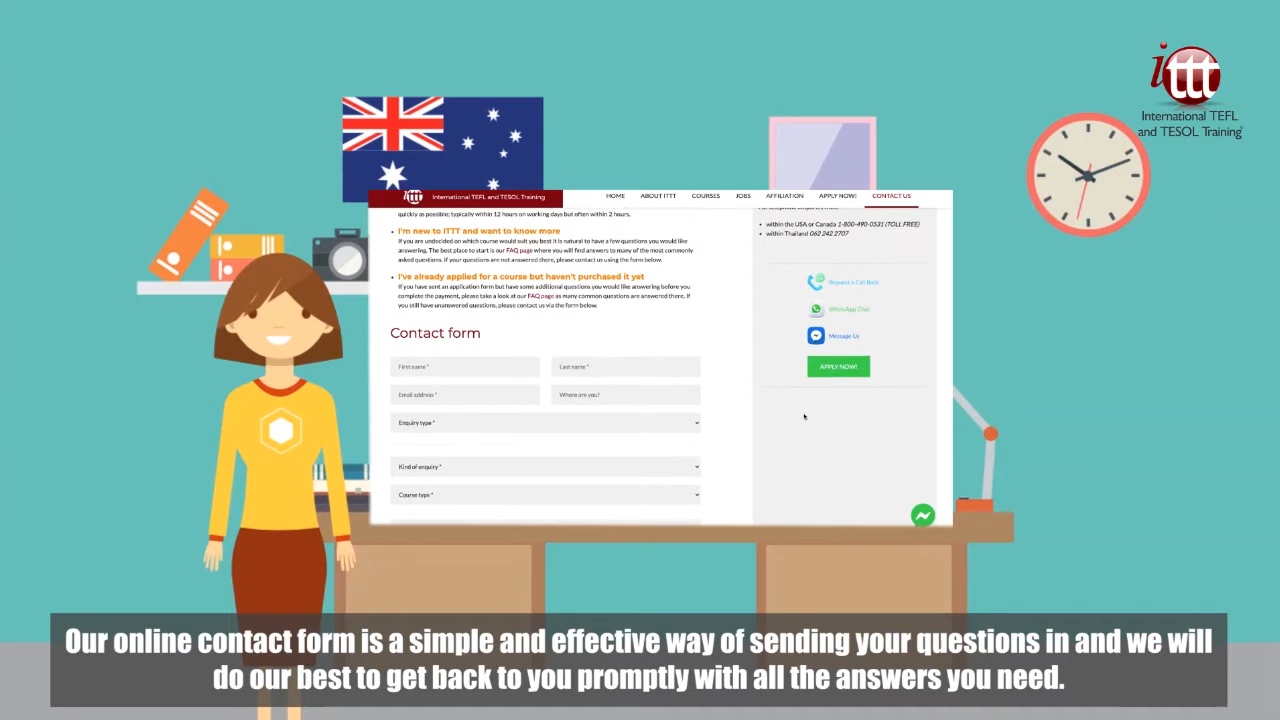 ittt
International TEFL
and TESOL Training
ittt International TEFL and TESOL Training
HOME ABOUT ITTT COURSES JOBS AFFILIATION APPLY NOW! CONTACT US
quickly as possible; typically within 12 hours on working days but often within 2 hours.
• I'm new to ITTT and want to know more
If you are undecided on which course would suit you best it is natural to have a few questions you would like
answering. The best place to start is our FAQ page where you will find answers to many of the most commonly
asked questions. If your questions are not answered there, please contact us using the form below.
• I've already applied for a course but haven't purchased it yet
If you have sent an application form but have some additional questions you would like answering before you
complete the payment, please take a look at our FAQ page as many common questions are answered there. If
you still have unanswered questions, please contact us via the form below.
Contact form
First name *
Last name *
Email address *
Where are you?
Enquiry type *
Kind of enquiry *
Course type *
• within the USA or Canada 1-800-490-0531 (TOLL FREE)
• within Thailand 062 242 2707
Request a Call Back
WhatsApp Chat
Message Us
APPLY NOW!
Our online contact form is a simple and effective way of sending your questions in and we will
do our best to get back to you promptly with all the answers you need.